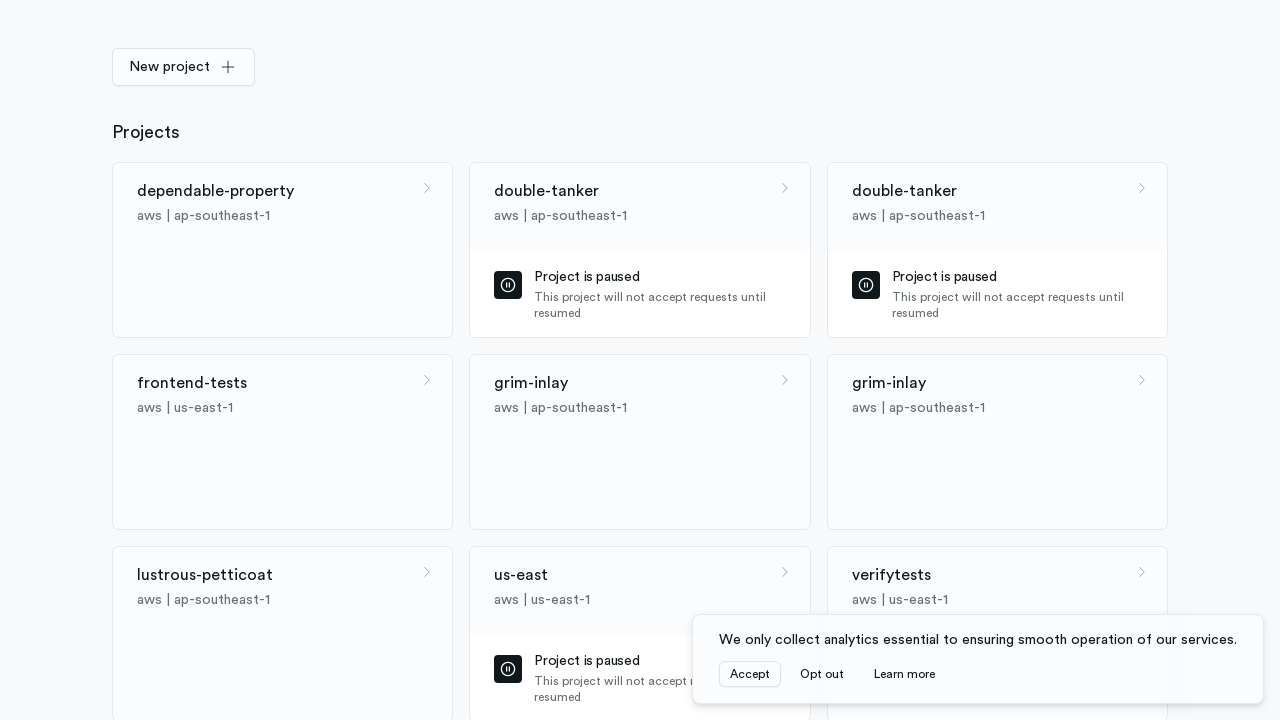 New project
Projects
dependable-property
aws | ap-southeast-1
double-tanker
aws | ap-southeast-1
Project is paused
This project will not accept requests until
resumed
double-tanker
aws | ap-southeast-1
Project is paused
This project will not accept requests until
resumed
frontend-tests
aws | us-east-1
grim-inlay
aws | ap-southeast-1
grim-inlay
aws | ap-southeast-1
lustrous-petticoat
aws | ap-southeast-1
us-east
aws | us-east-1
Project is paused
This project will not accept
resumed
verifytests
aws | us-east-1
We only collect analytics essential to ensuring smooth operation of our services.
Accept
Opt out
Learn more